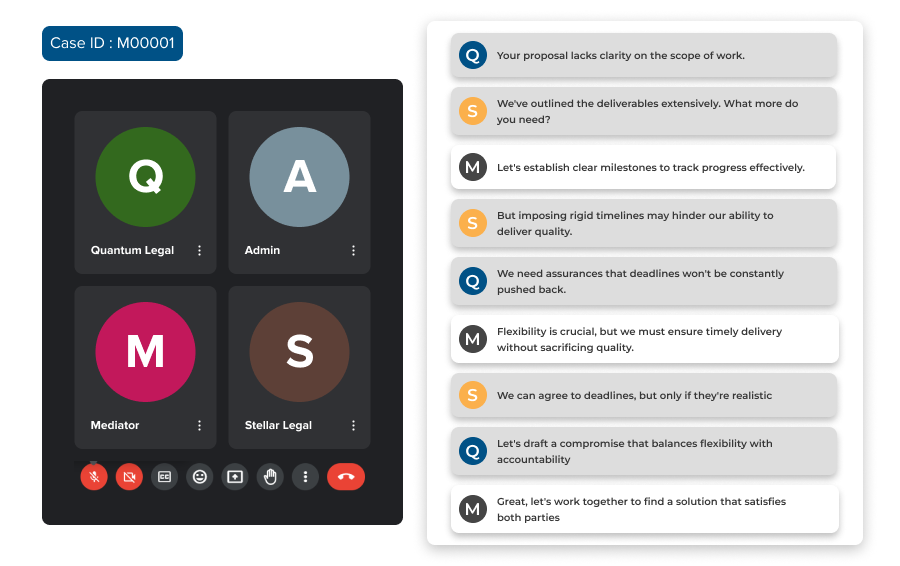 Case ID : M00001
Q
A
Quantum Legal
Admin
M
S
Mediator
Stellar Legal
CC
Q
Your proposal lacks clarity on the scope of work.
S
We've outlined the deliverables extensively. What more do
you need?
M
Let's establish clear milestones to track progress effectively.
S
But imposing rigid timelines may hinder our ability to
deliver quality.
Q
We need assurances that deadlines won't be constantly
pushed back.
M
Flexibility is crucial, but we must ensure timely delivery
without sacrificing quality.
S
We can agree to deadlines, but only if they're realistic
Q
Let's draft a compromise that balances flexibility with
accountability
M
Great, let's work together to find a solution that satisfies
both parties